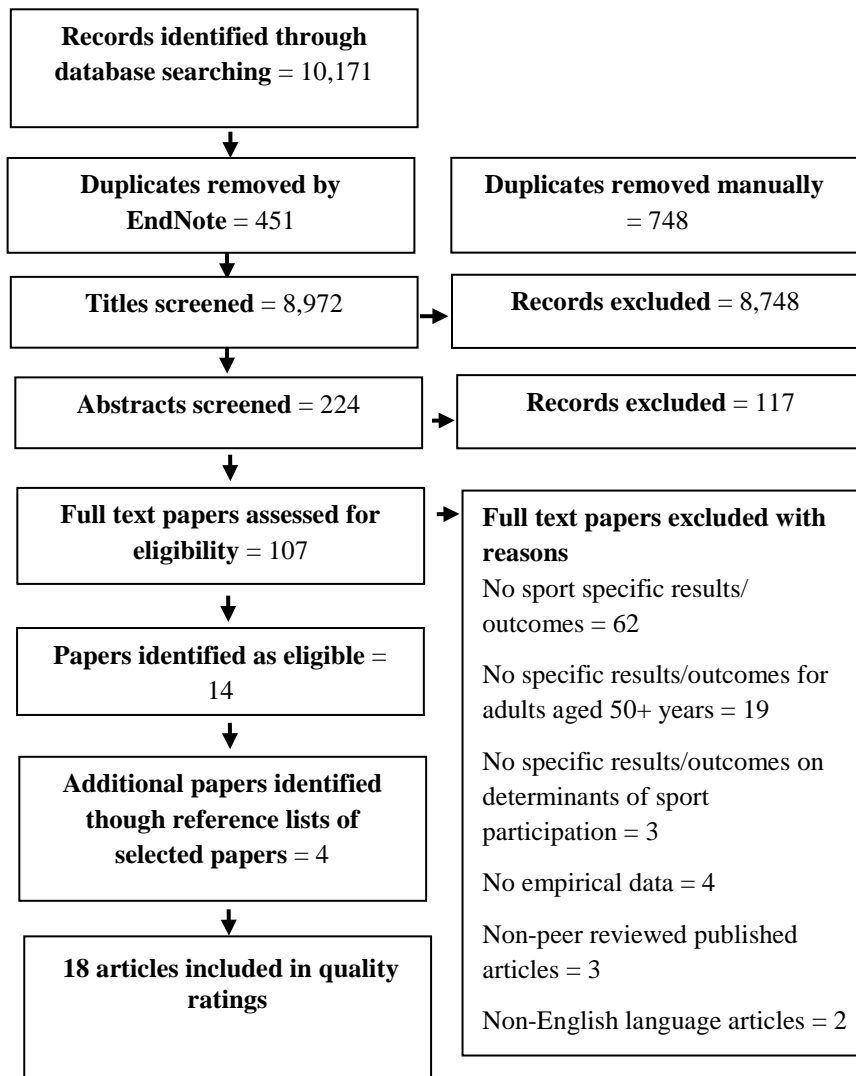 Records identified through
database searching = 10,171
Duplicates removed by
EndNote = 451
Duplicates removed manually
= 748
Titles screened = 8,972
Records excluded = 8,748
Abstracts screened = 224
Records excluded = 117
Full text papers assessed for
eligibility = 107
Full text papers excluded with
reasons
No sport specific results/
outcomes = 62
No specific results/outcomes for
adults aged 50+ years = 19
No specific results/outcomes on
determinants of sport
participation = 3
No empirical data = 4
Non-peer reviewed published
articles = 3
Non-English language articles = 2
Papers identified as eligible =
14
Additional papers identified
though reference lists of
selected papers = 4
18 articles included in quality
ratings